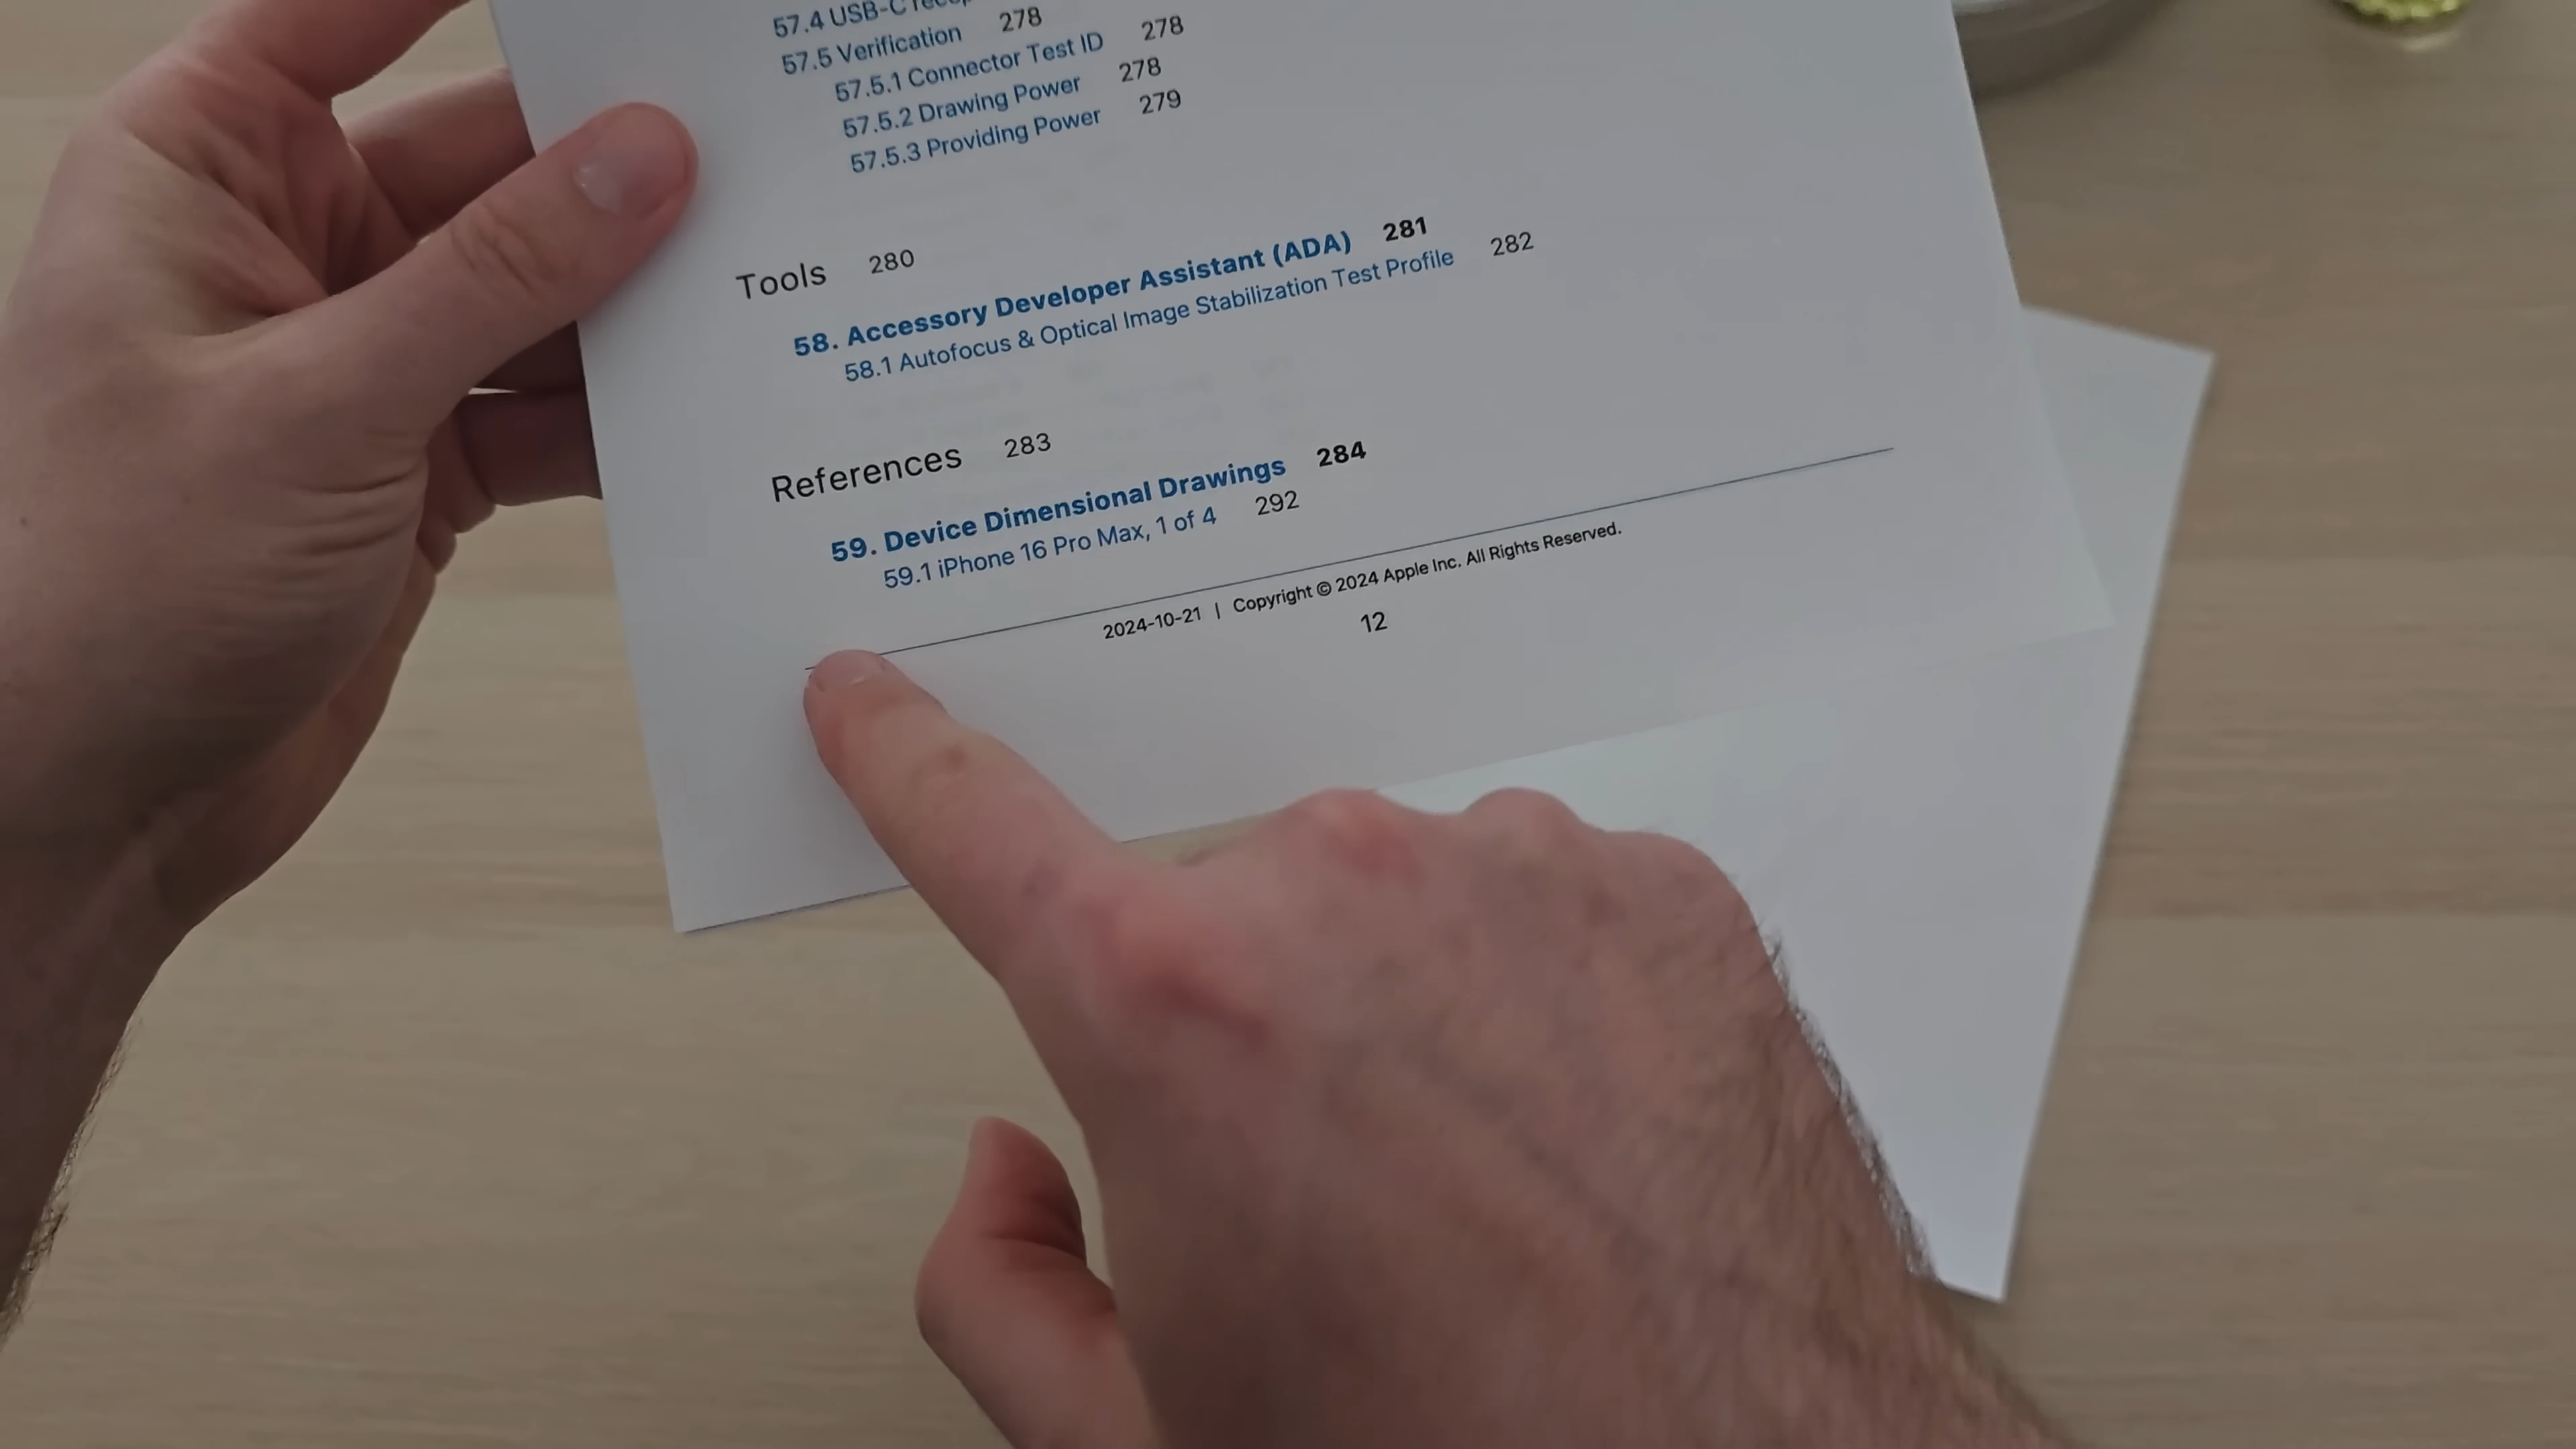 57.4 USB-C
57.5 Verification 278
57.5.1 Connector Test ID 278
57.5.2 Drawing Power 278
57.5.3 Providing Power 279
Tools 280
58. Accessory Developer Assistant (ADA) 281
58.1 Autofocus & Optical Image Stabilization Test Profile 282
References 283
59. Device Dimensional Drawings 284
59.1 iPhone 16 Pro Max, 1 of 4 292
2024-10-21 | Copyright © 2024 Apple Inc. All Rights Reserved.
12